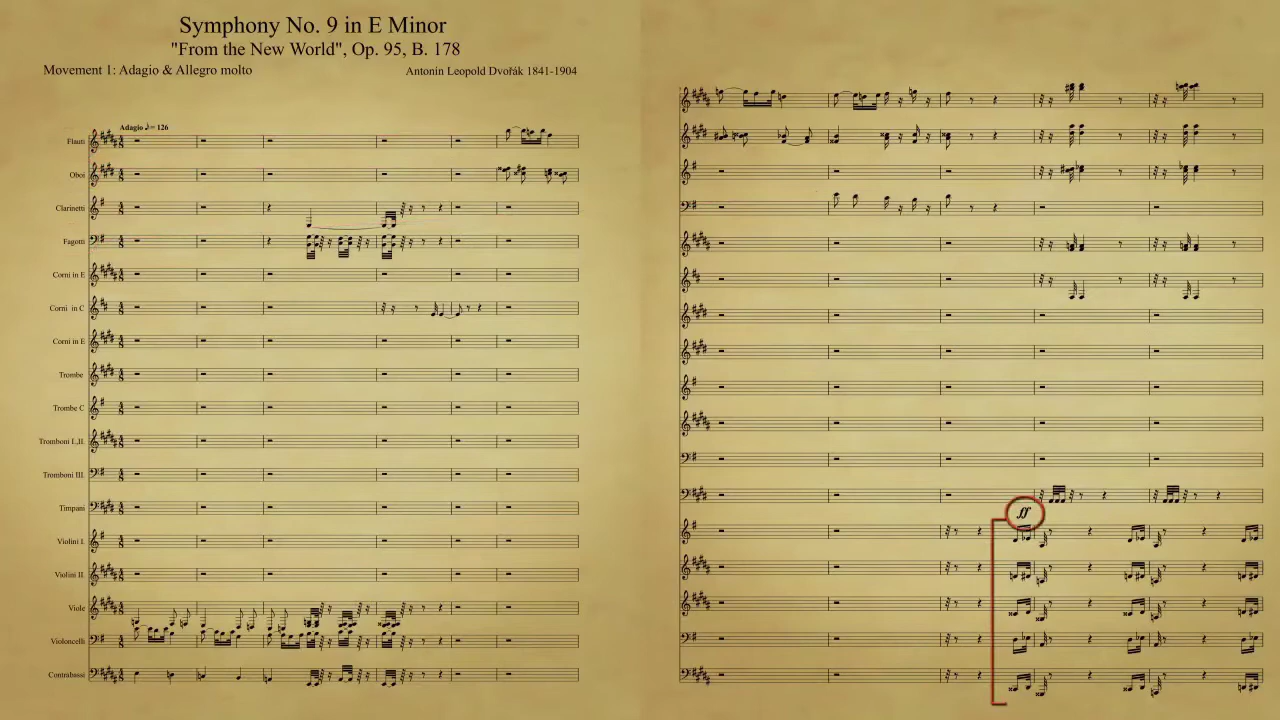 Symphony No. 9 in E Minor
"From the New World", Op. 95, B. 178
Movement 1: Adagio & Allegro molto
Antonin Leopold Dvořák 1841-1904
Adagio ♪= 126
Flauti
Oboi
Clarinetti
Fagotti
Corni in E
Corni in C
Corni in E
Trombe
Trombe C
Tromboni I.,II.
Tromboni III.
Timpani
Violini I.
Violini II.
Viole
Violoncelli
Contrabassi
ff